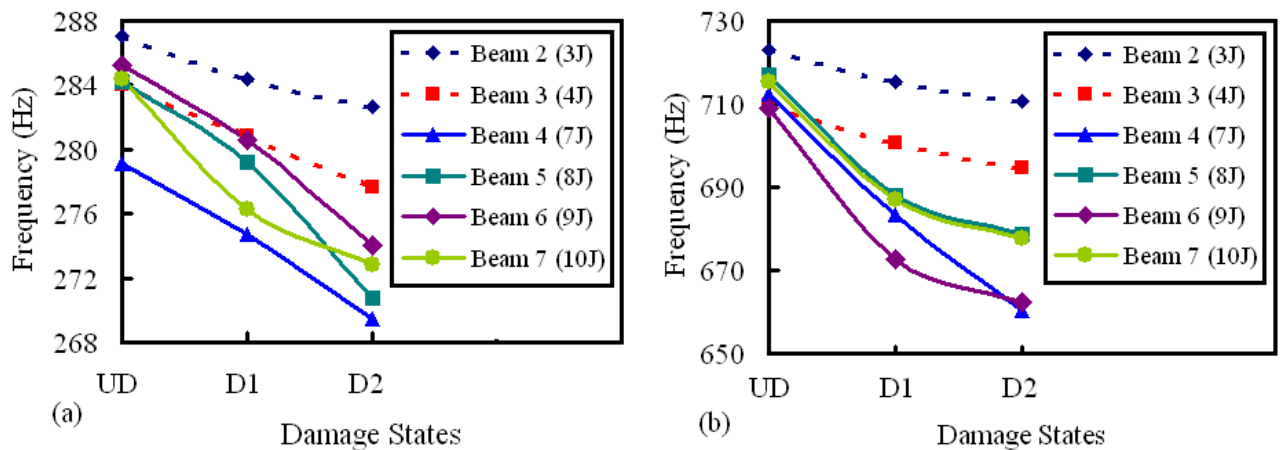 288
284
280
276
272
268
Frequency (Hz)
Beam 2 (3J)
Beam 3 (4J)
Beam 4 (7J)
Beam 5 (8J)
Beam 6 (9J)
Beam 7 (10J)
UD D1 D2
(a)
Damage States
730
710
690
670
650
Frequency (Hz)
Beam 2 (3J)
Beam 3 (4J)
Beam 4 (7J)
Beam 5 (8J)
Beam 6 (9J)
Beam 7 (10J)
UD D1 D2
(b)
Damage States